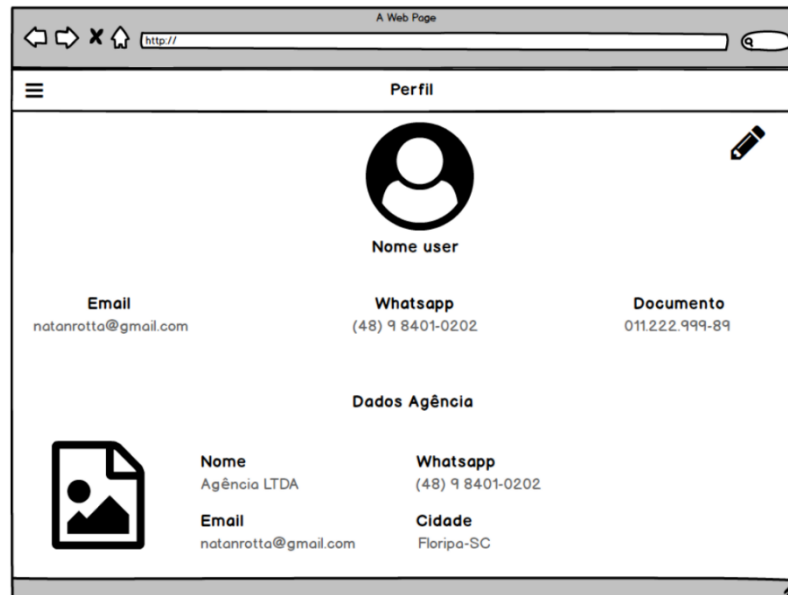 A Web Page
http://
Perfil
Nome user
Email Whatsapp Documento
natanrotta@gmail.com (48) 9 8401-0202 011.222.999-89
Dados Agência
Nome Whatsapp
Agência LTDA (48) 9 8401-0202
Email Cidade
natanrotta@gmail.com Floripa-SC